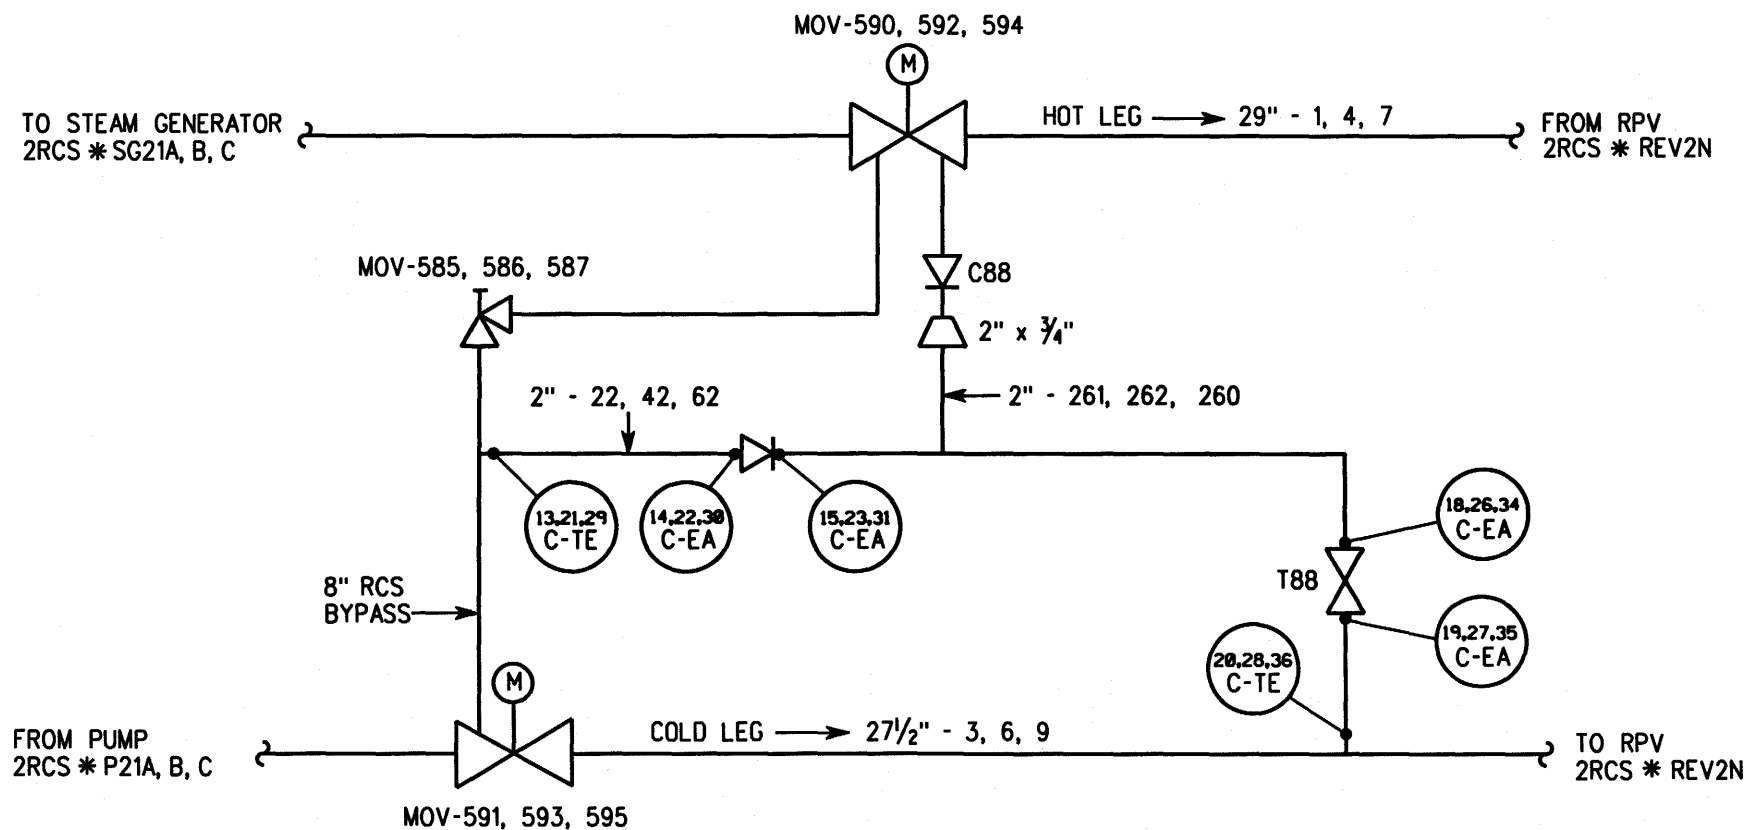 MOV-590, 592, 594
M
TO STEAM GENERATOR
2RCS * SG21A, B, C
HOT LEG
29" - 1, 4, 7
FROM RPV
2RCS * REV2N
MOV-585, 586, 587
C88
2" x 3/4"
2" - 22, 42, 62
2" - 261, 262, 260
13,21,29
C-TE
14,22,30
C-EA
15,23,31
C-EA
18,26,34
C-EA
T88
8" RCS
BYPASS
19,27,35
C-EA
20,28,36
C-TE
M
FROM PUMP
2RCS * P21A, B, C
COLD LEG
27 1/2" - 3, 6, 9
TO RPV
2RCS * REV2N
MOV-591, 593, 595